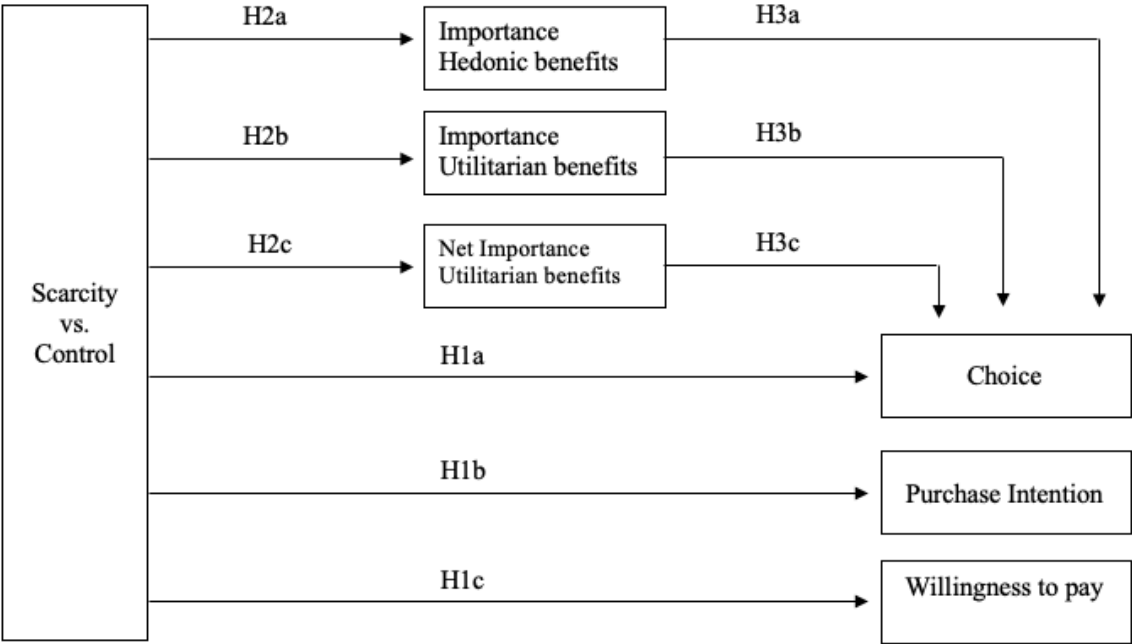 H2a
Importance
Hedonic benefits
H3a
H2b
Importance
Utilitarian benefits
H3b
H2c
Net Importance
Utilitarian benefits
H3c
Scarcity
vs.
Control
H1a
Choice
H1b
Purchase Intention
H1c
Willingness to pay